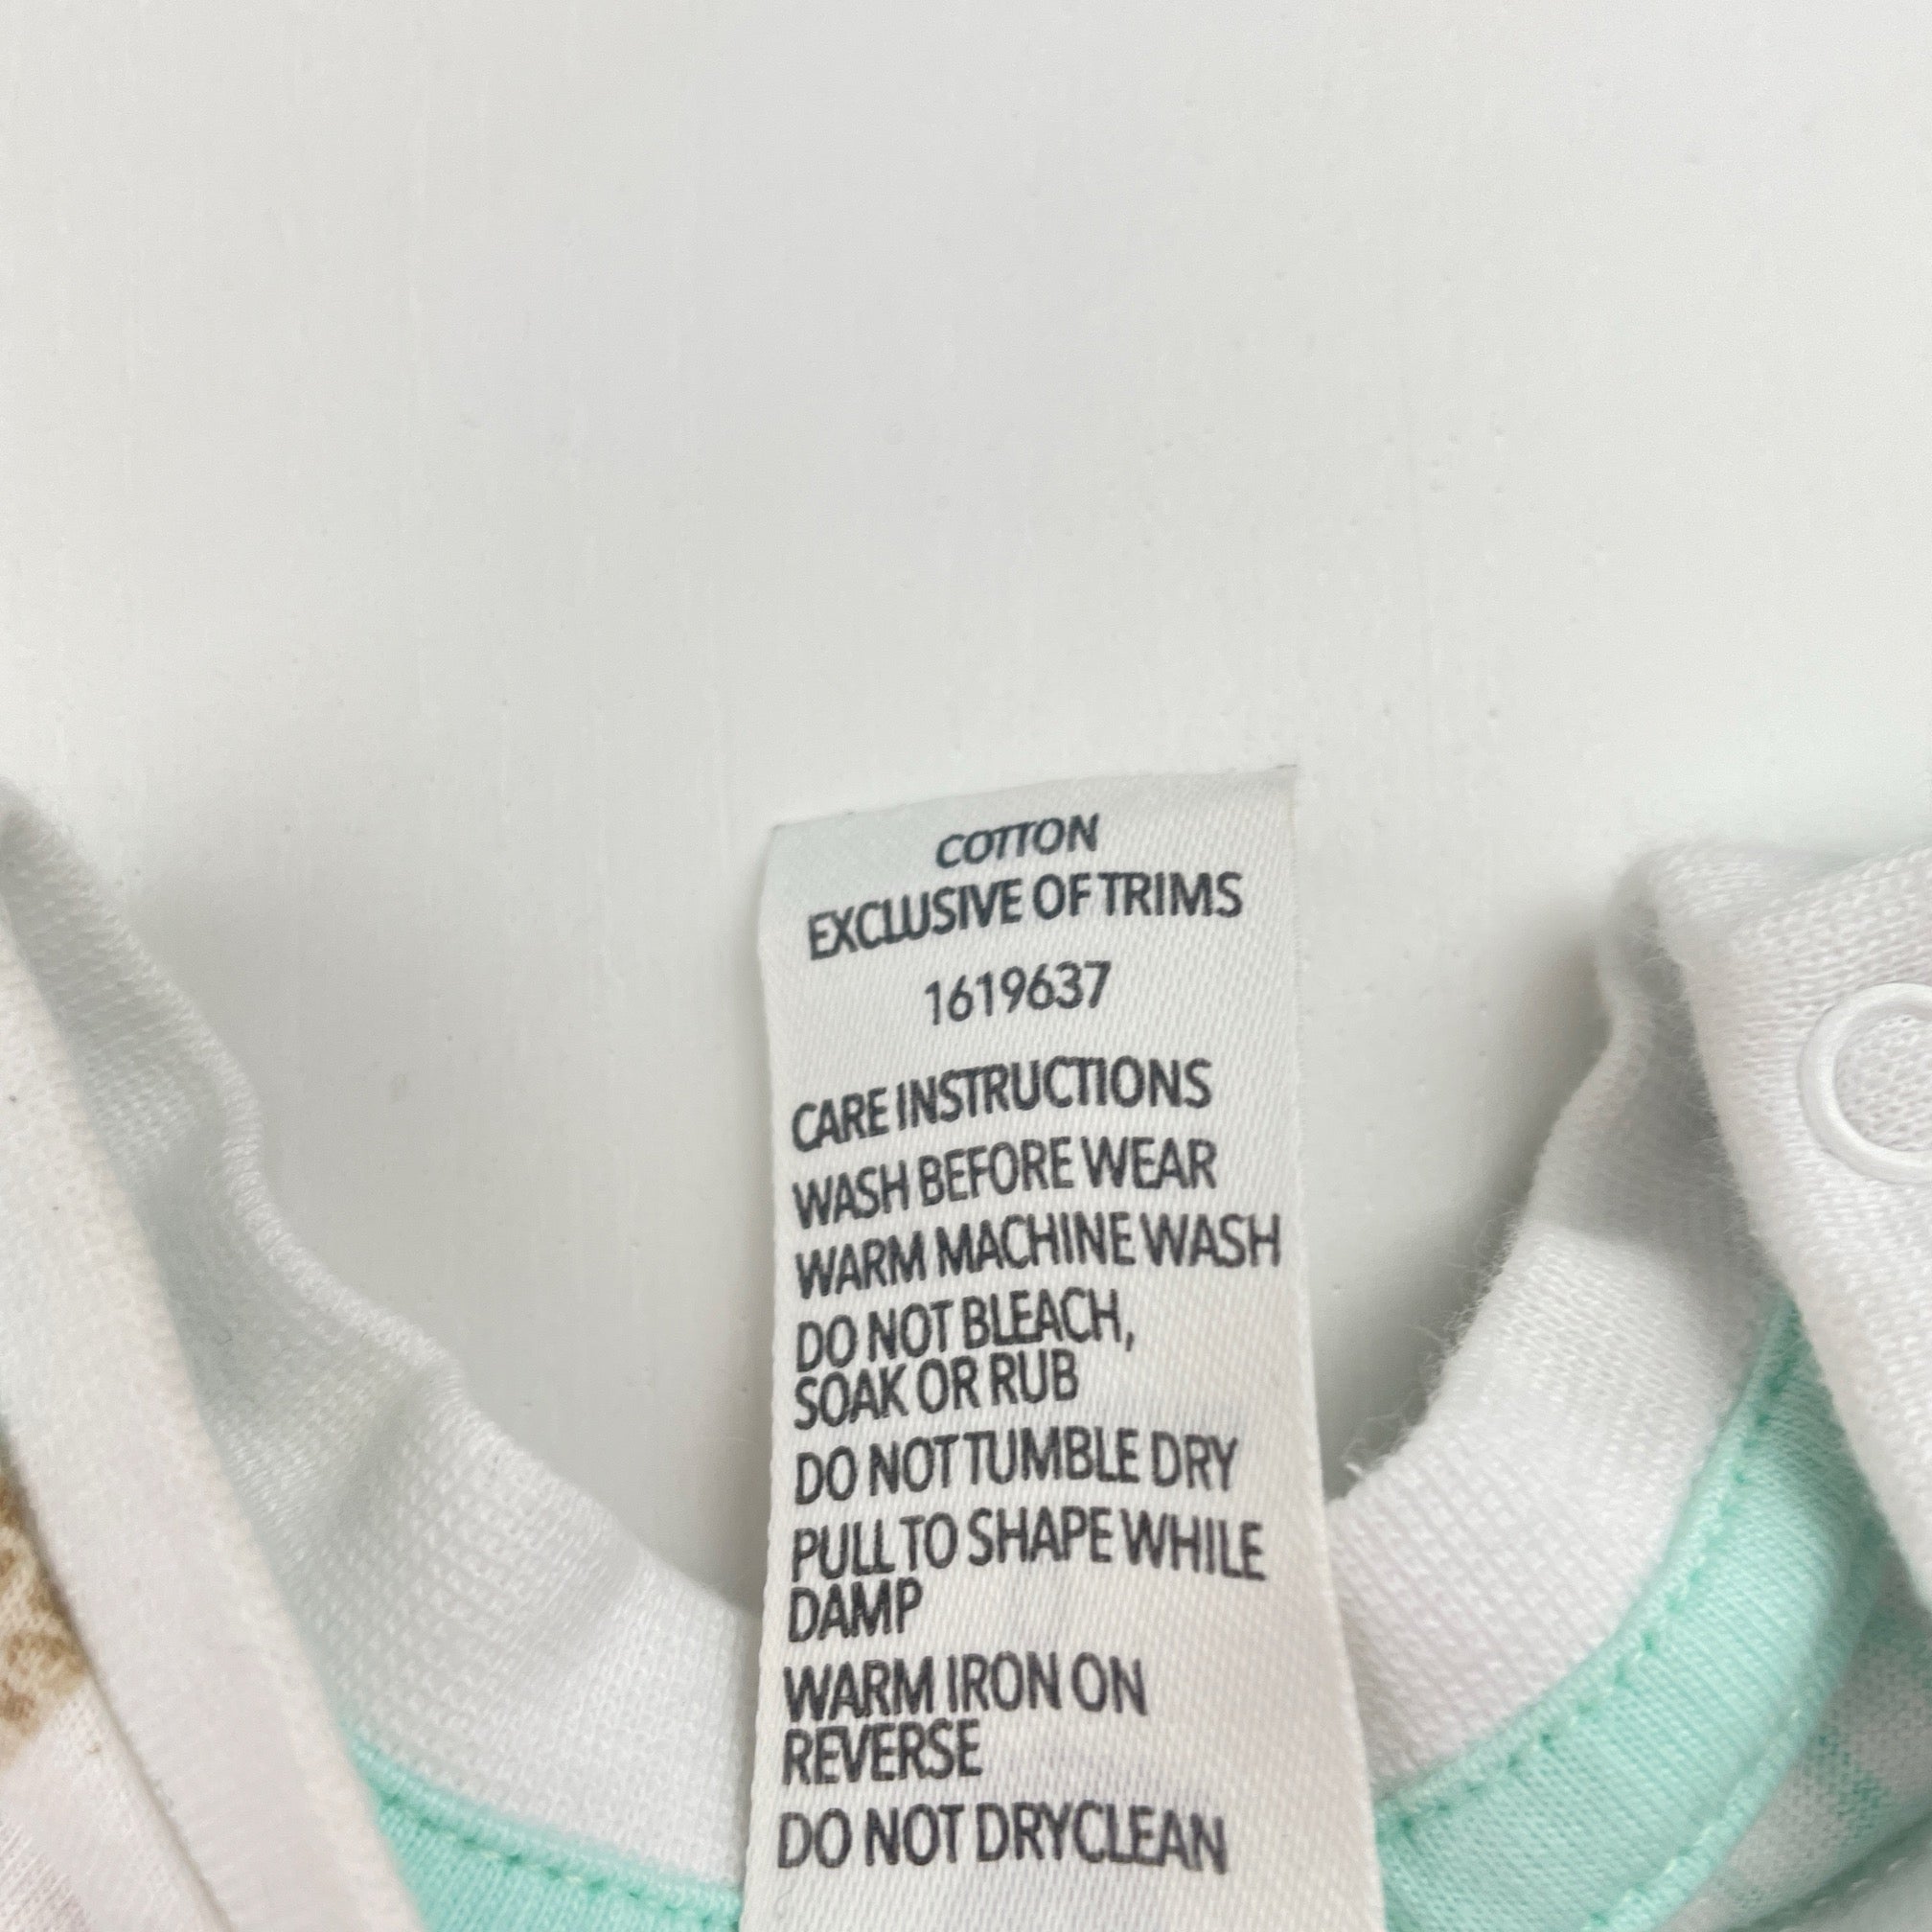 COTTON
EXCLUSIVE OF TRIMS
1619637
CARE INSTRUCTIONS
WASH BEFORE WEAR
WARM MACHINE WASH
DO NOT BLEACH,
SOAK OR RUB
DO NOT TUMBLE DRY
PULL TO SHAPE WHILE
DAMP
WARM IRON ON
REVERSE
DO NOT DRYCLEAN